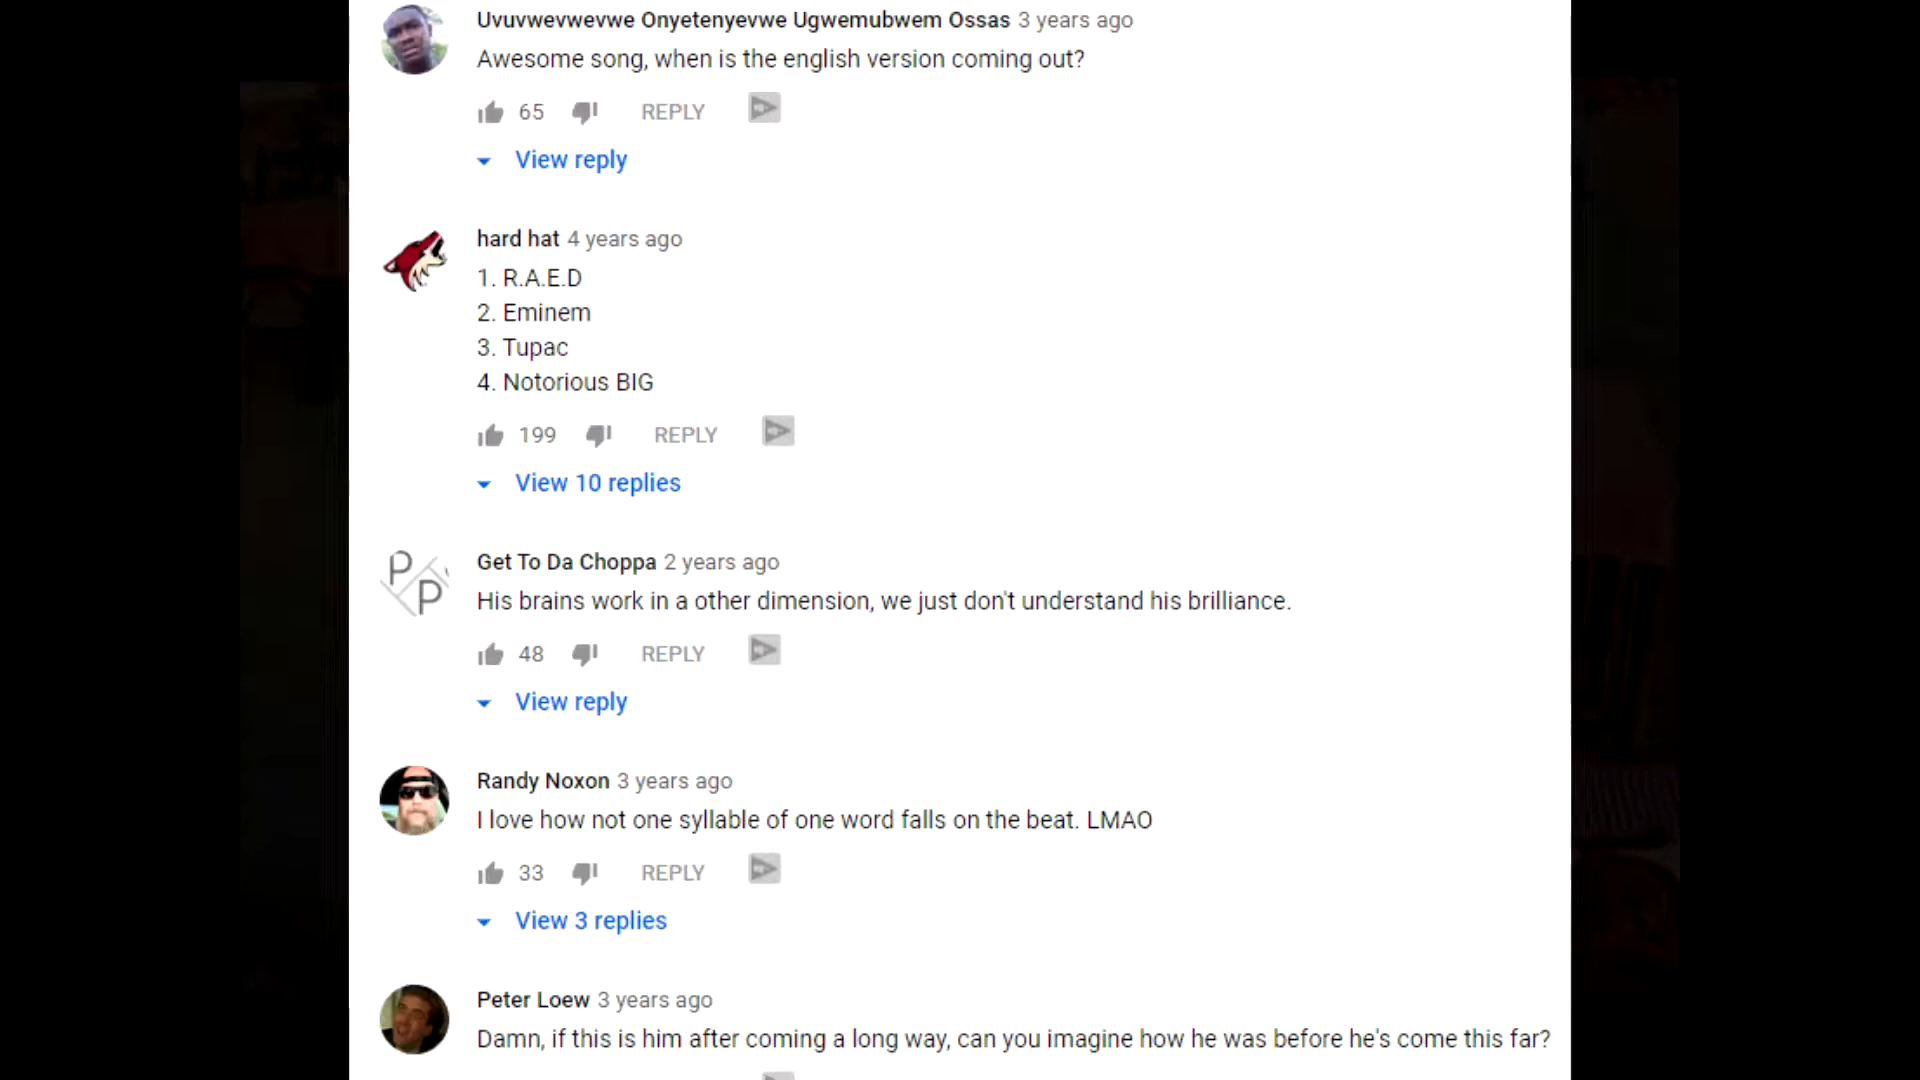 Uvuvwevwevwe Onyetenyevwe Ugwemubwem Ossas 3 years ago
Awesome song, when is the english version coming out?
65 REPLY
View reply
hard hat 4 years ago
1. R.A.E.D
2. Eminem
3. Tupac
4. Notorious BIG
199 REPLY
View 10 replies
P
P
Get To Da Choppa 2 years ago
His brains work in a other dimension, we just don't understand his brilliance.
48 REPLY
View reply
Randy Noxon 3 years ago
I love how not one syllable of one word falls on the beat. LMAO
33 REPLY
View 3 replies
Peter Loew 3 years ago
Damn, if this is him after coming a long way, can you imagine how he was before he's come this far?